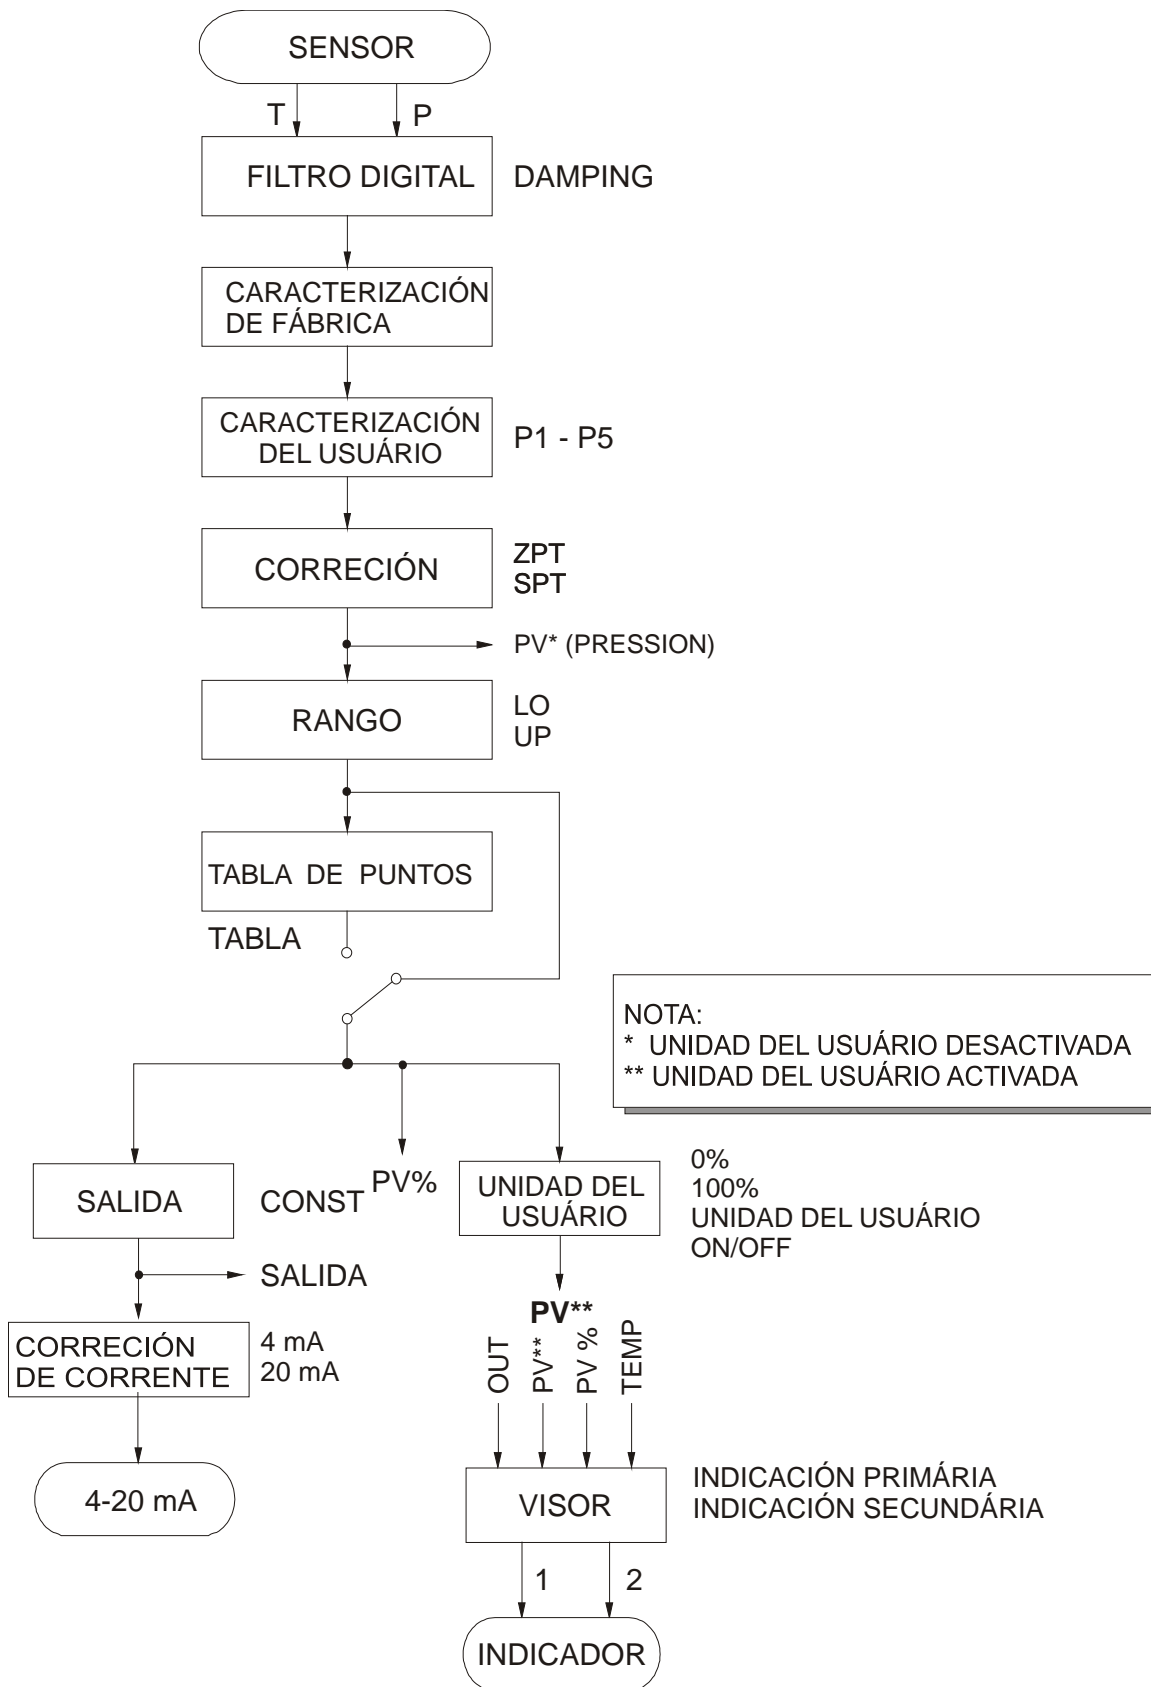 SENSOR
T
P
FILTRO DIGITAL
DAMPING
CARACTERIZACIÓN
DE FÁBRICA
CARACTERIZACIÓN
DEL USUÁRIO
P1 - P5
CORRECIÓN
ZPT
SPT
PV* (PRESSION)
RANGO
LO
UP
TABLA DE PUNTOS
TABLA
NOTA:
* UNIDAD DEL USUÁRIO DESACTIVADA
** UNIDAD DEL USUÁRIO ACTIVADA
SALIDA
CONST
PV%
UNIDAD DEL
USUÁRIO
0%
100%
UNIDAD DEL USUÁRIO
ON/OFF
SALIDA
PV**
CORRECIÓN
DE CORRENTE
4 mA
20 mA
OUT
PV**
PV %
TEMP
4-20 mA
VISOR
INDICACIÓN PRIMÁRIA
INDICACIÓN SECUNDÁRIA
1
2
INDICADOR